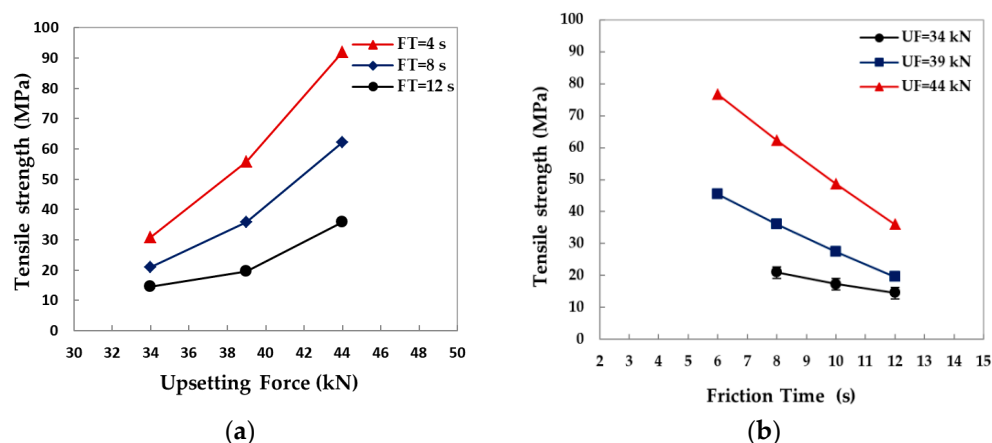 100
90
80
70
60
50
40
30
20
10
0
Tensile strength (MPa)
30 32 34 36 38 40 42 44 46 48 50
Upsetting Force (kN)
FT=4 s
FT=8 s
FT=12 s
(a)
100
90
80
70
60
50
40
30
20
10
0
Tensile strength (MPa)
2 3 4 5 6 7 8 9 10 11 12 13 14 15
Friction Time (s)
UF=34 kN
UF=39 kN
UF=44 kN
(b)